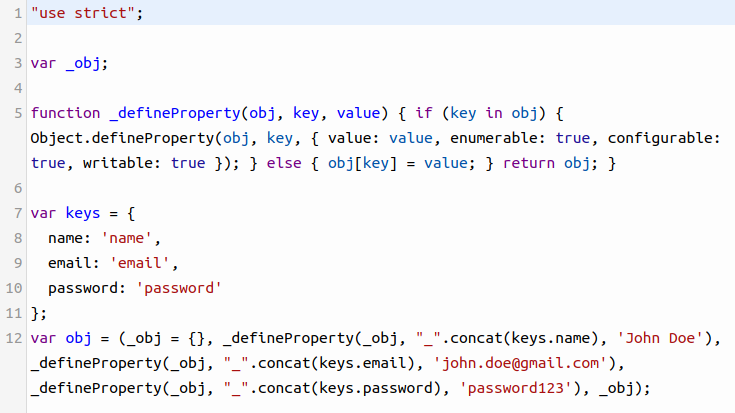 1 "use strict";
2
3 var _obj;
4
5 function _defineProperty(obj, key, value) { if (key in obj) {
Object.defineProperty(obj, key, { value: value, enumerable: true, configurable:
true, writable: true }); } else { obj[key] = value; } return obj; }
6
7 var keys = {
8   name: 'name',
9   email: 'email',
10   password: 'password'
11 };
12 var obj = (_obj = {}, _defineProperty(_obj, "_".concat(keys.name), 'John Doe'),
_defineProperty(_obj, "_".concat(keys.email), 'john.doe@gmail.com'),
_defineProperty(_obj, "_".concat(keys.password), 'password123'), _obj);